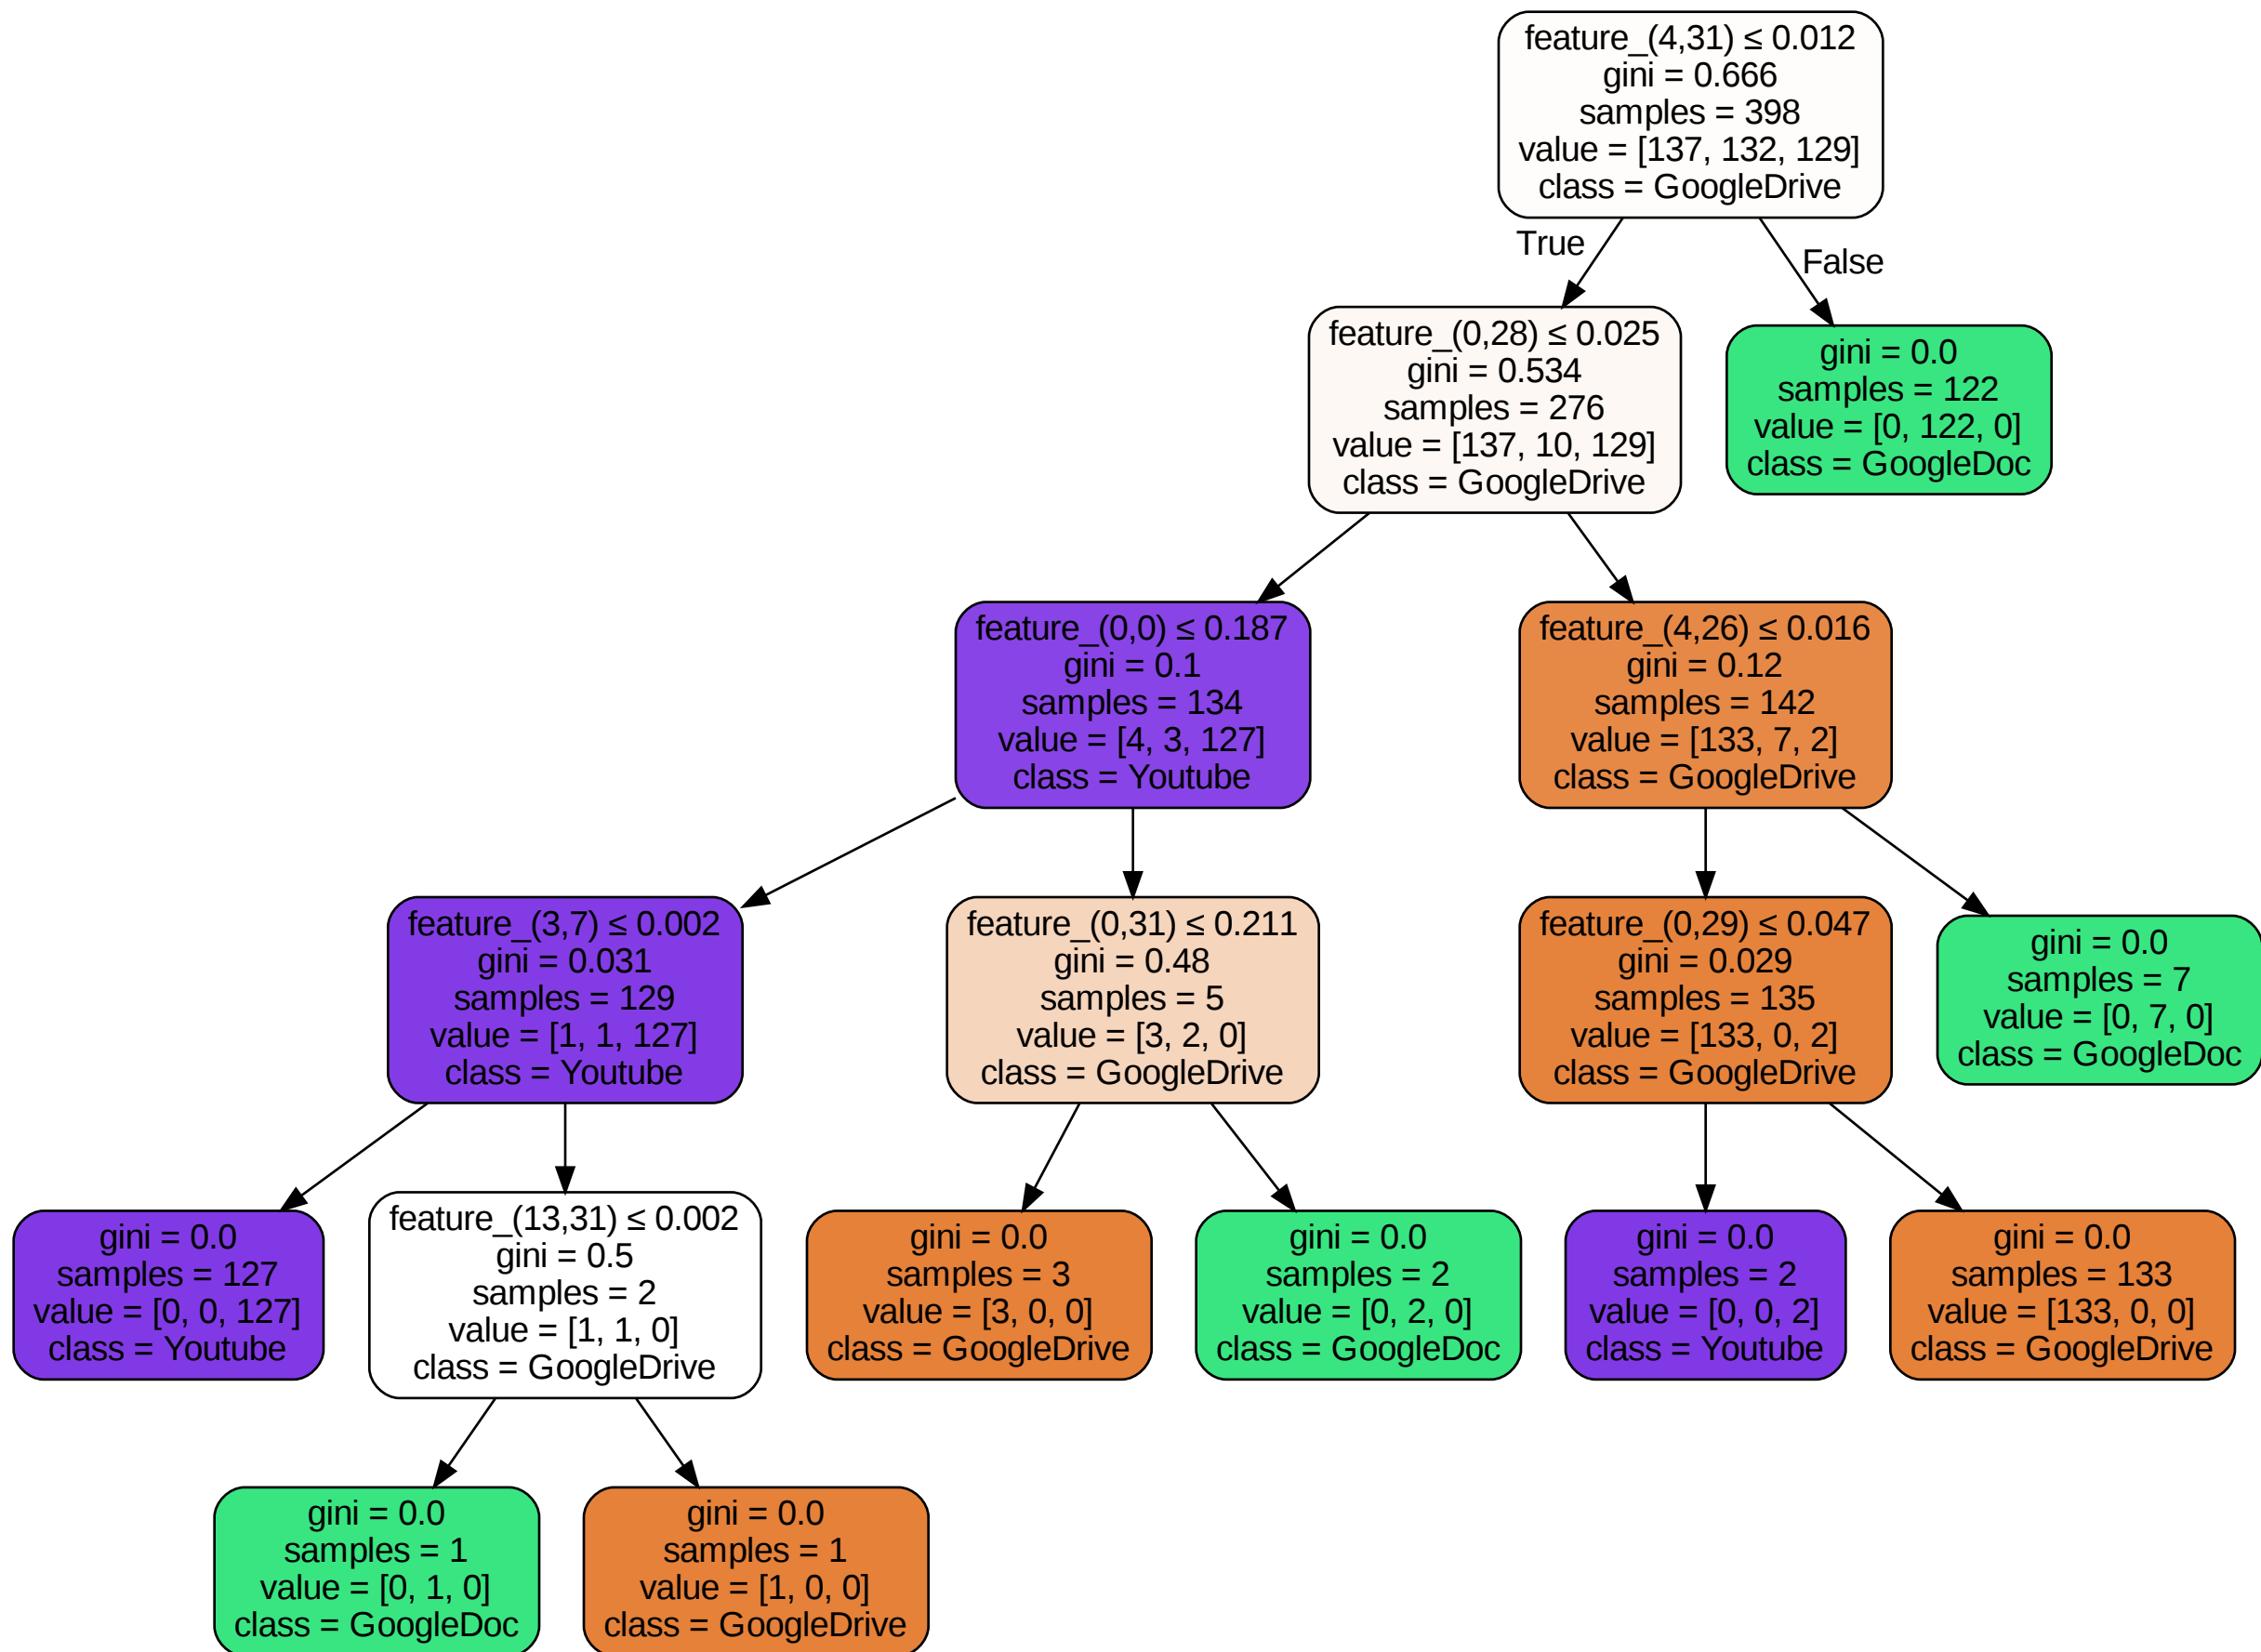 feature_(4,31) ≤ 0.012
gini = 0.666
samples = 398
value = [137, 132, 129]
class = GoogleDrive
True
False
feature_(0,28) ≤ 0.025
gini = 0.534
samples = 276
value = [137, 10, 129]
class = GoogleDrive
gini = 0.0
samples = 122
value = [0, 122, 0]
class = GoogleDoc
feature_(0,0) ≤ 0.187
gini = 0.1
samples = 134
value = [4, 3, 127]
class = Youtube
feature_(4,26) ≤ 0.016
gini = 0.12
samples = 142
value = [133, 7, 2]
class = GoogleDrive
feature_(3,7) ≤ 0.002
gini = 0.031
samples = 129
value = [1, 1, 127]
class = Youtube
feature_(0,31) ≤ 0.211
gini = 0.48
samples = 5
value = [3, 2, 0]
class = GoogleDrive
feature_(0,29) ≤ 0.047
gini = 0.029
samples = 135
value = [133, 0, 2]
class = GoogleDrive
gini = 0.0
samples = 7
value = [0, 7, 0]
class = GoogleDoc
gini = 0.0
samples = 127
value = [0, 0, 127]
class = Youtube
feature_(13,31) ≤ 0.002
gini = 0.5
samples = 2
value = [1, 1, 0]
class = GoogleDrive
gini = 0.0
samples = 3
value = [3, 0, 0]
class = GoogleDrive
gini = 0.0
samples = 2
value = [0, 2, 0]
class = GoogleDoc
gini = 0.0
samples = 2
value = [0, 0, 2]
class = Youtube
gini = 0.0
samples = 133
value = [133, 0, 0]
class = GoogleDrive
gini = 0.0
samples = 1
value = [0, 1, 0]
class = GoogleDoc
gini = 0.0
samples = 1
value = [1, 0, 0]
class = GoogleDrive